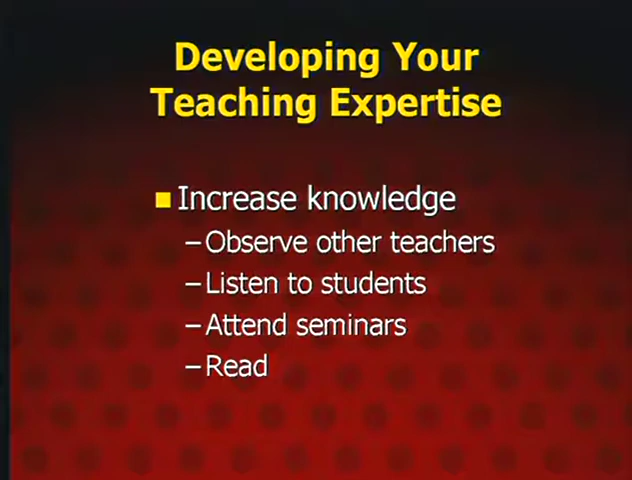 Developing Your
Teaching Expertise
■ Increase knowledge
–Observe other teachers
–Listen to students
–Attend seminars
–Read